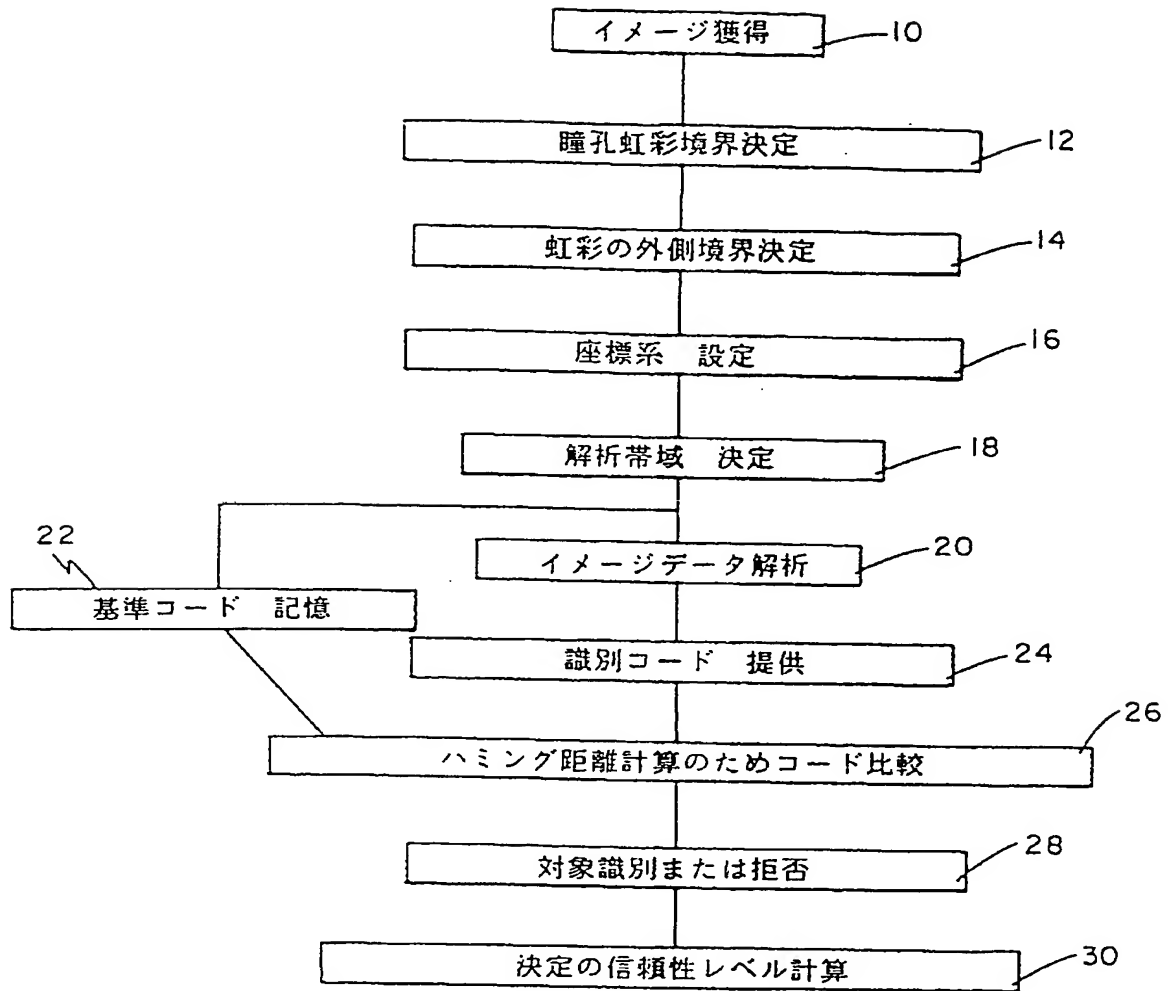 イメージ獲得
10
瞳孔虹彩境界決定
12
虹彩の外側境界決定
14
座標系 設定
16
解析帯域 決定
18
22
イメージデータ解析
20
基準コード 記憶
識別コード 提供
24
26
ハミング距離計算のためコード比較
対象識別または拒否
28
決定の信頼性レベル計算
30